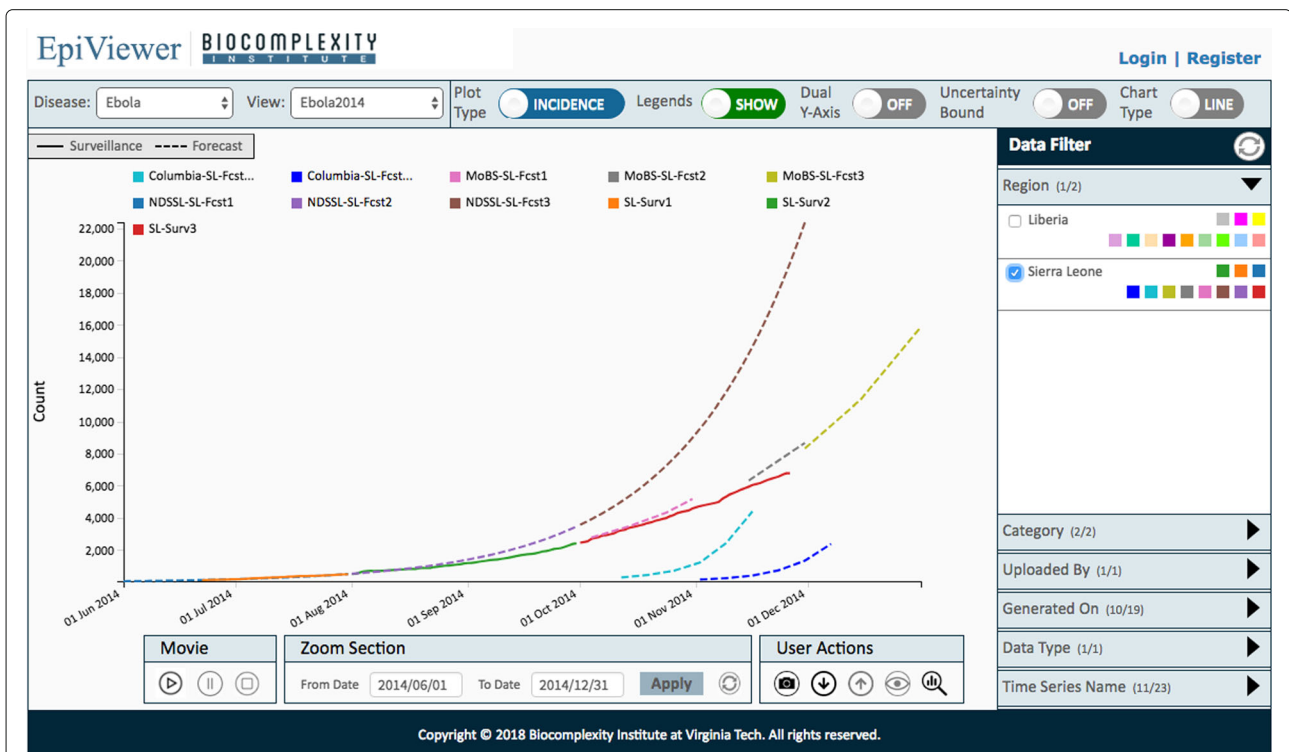 EpiViewer BIOCOMPLEXITY
INSTITUTE
Login | Register
Disease: Ebola View: Ebola2014 Plot Type INCIDENCE Legends SHOW Dual Y-Axis OFF Uncertainty Bound OFF Chart Type LINE
Surveillance Forecast
Columbia-SL-Fcst... Columbia-SL-Fcst... MoBS-SL-Fcst1 MoBS-SL-Fcst2 MoBS-SL-Fcst3
NDSSL-SL-Fcst1 NDSSL-SL-Fcst2 NDSSL-SL-Fcst3 SL-Surv1 SL-Surv2
SL-Surv3
22,000
20,000
18,000
16,000
14,000
12,000
10,000
8,000
6,000
4,000
2,000
Count
01 Jun 2014 01 Jul 2014 01 Aug 2014 01 Sep 2014 01 Oct 2014 01 Nov 2014 01 Dec 2014
Data Filter
Region (1/2)
Liberia
Sierra Leone
Category (2/2)
Uploaded By (1/1)
Generated On (10/19)
Data Type (1/1)
Time Series Name (11/23)
Movie
Zoom Section
From Date 2014/06/01 To Date 2014/12/31 Apply
User Actions
Copyright © 2018 Biocomplexity Institute at Virginia Tech. All rights reserved.